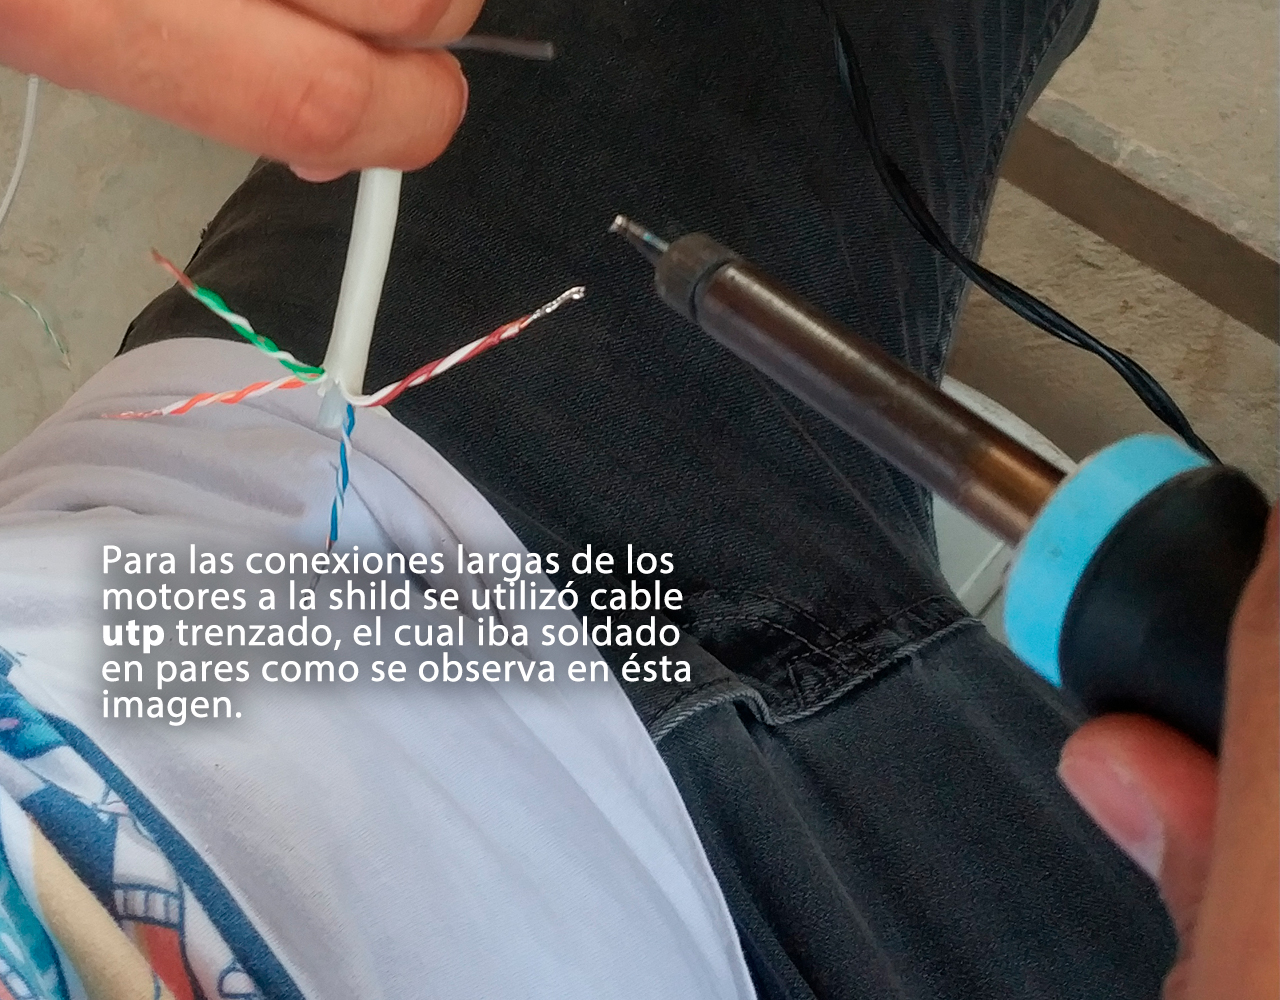 Para las conexiones largas de los
motores a la shild se utilizó cable
utp trenzado, el cual iba soldado
en pares como se observa en ésta
imagen.